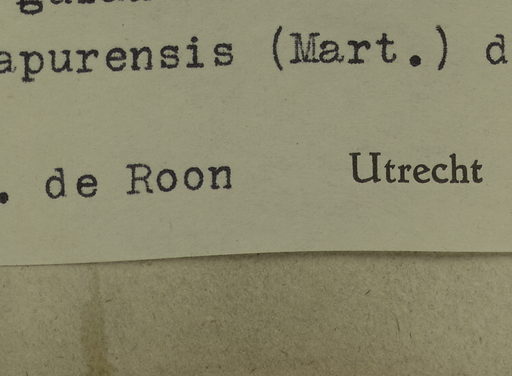 apurensis (Mart.) d
. de Roon Utrecht